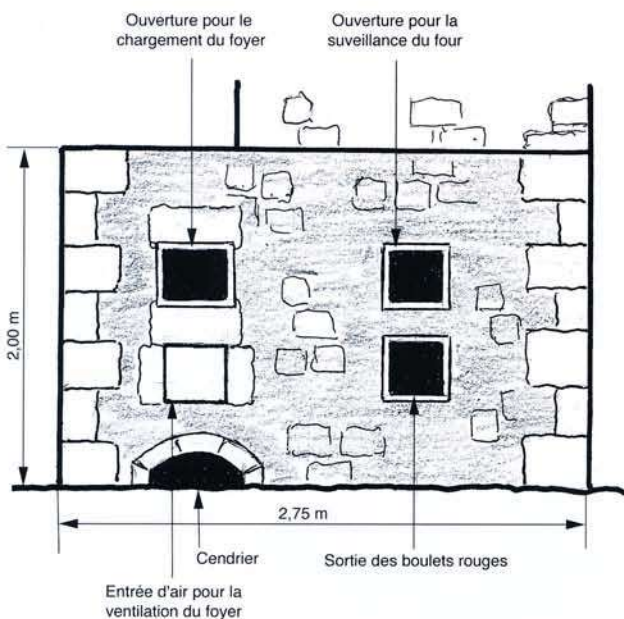 Ouverture pour le
chargement du foyer
Ouverture pour la
suveillance du four
2,00 m
2,75 m
Cendrier
Sortie des boulets rouges
Entrée d'air pour la
ventilation du foyer